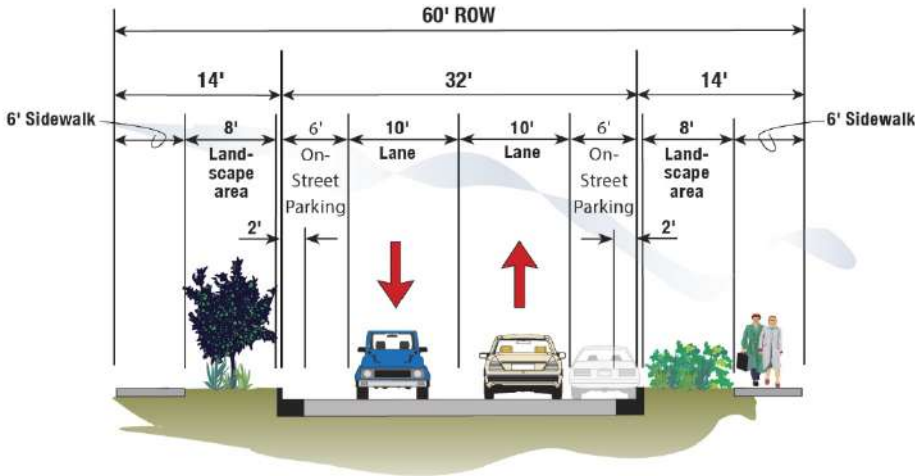 60' ROW
14'
32'
14'
6' Sidewalk
8'
Land-
scape
area
6'
On-
Street
Parking
10'
Lane
10'
Lane
6'
On-
Street
Parking
8'
Land-
scape
area
6' Sidewalk
2'
2'